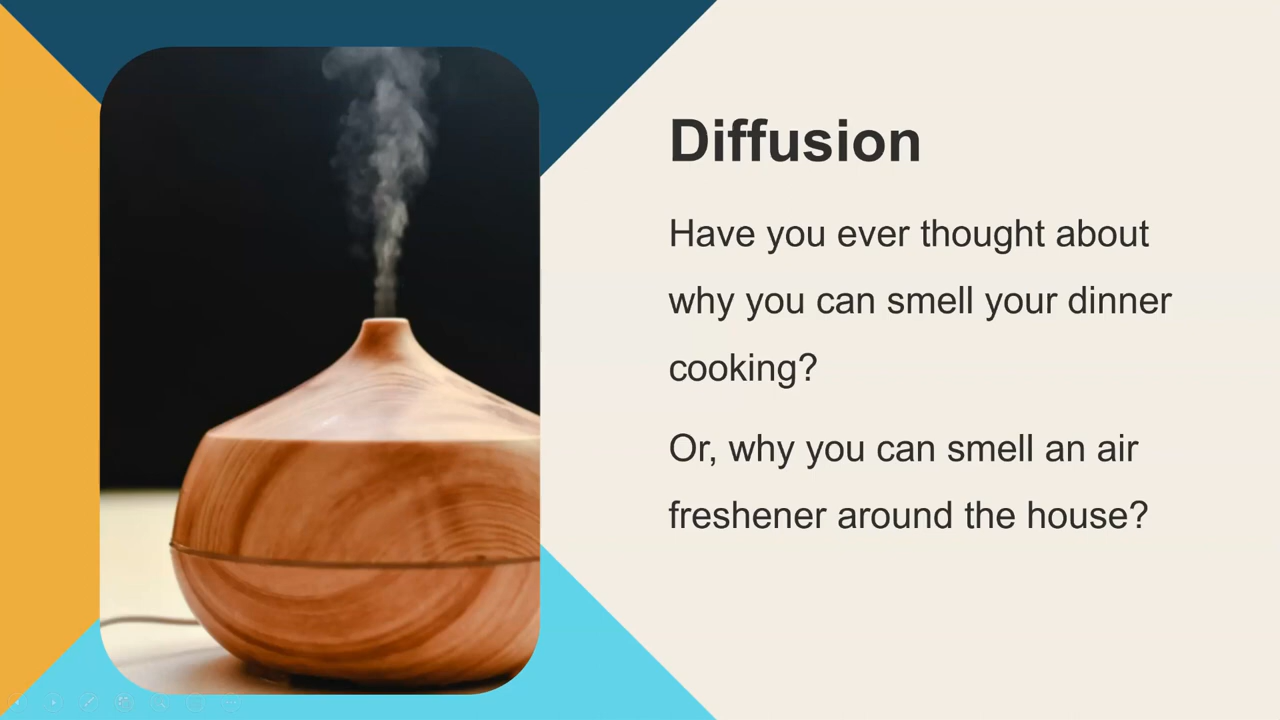 Diffusion
Have you ever thought about
why you can smell your dinner
cooking?
Or, why you can smell an air
freshener around the house?